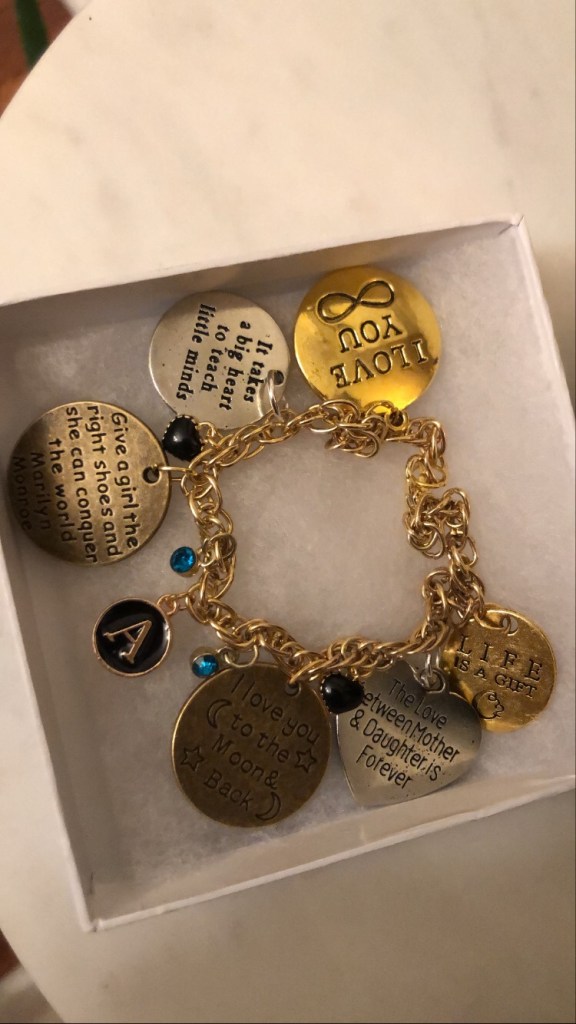 I LOVE
YOU
It takes
a big heart
to teach
little minds
Give a girl the
right shoes and
she can conquer
the world
Marilyn
Monroe
A
I love you
to the
Moon &
Back
The Love
Between Mother
& Daughter, is
Forever
LIFE
IS A GIFT